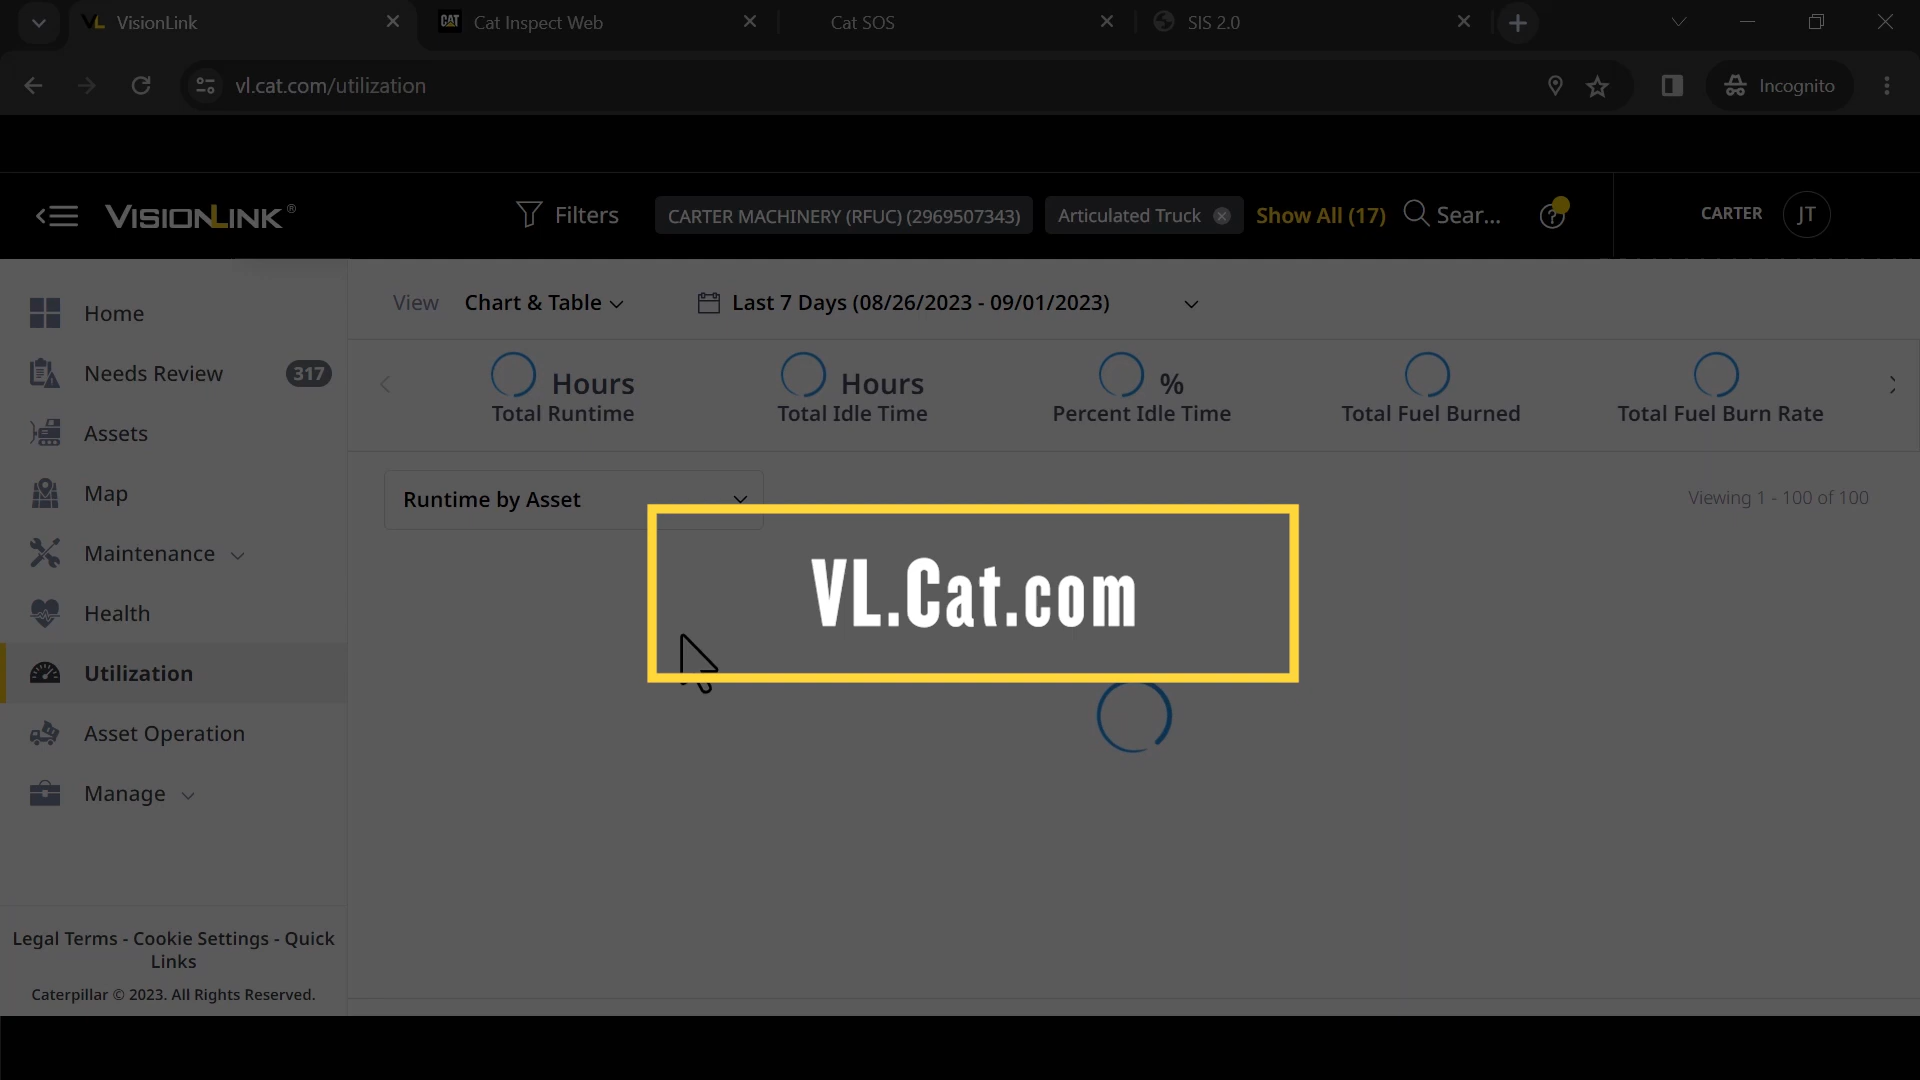 VisionLink
Cat Inspect Web
Cat SOS
SIS 2.0
vl.cat.com/utilization
Incognito
VISIONLINK ®
Filters
CARTER MACHINERY (RFUC) (2969507343)
Articulated Truck
Show All (17)
Sear...
CARTER
JT
Home
Needs Review 317
Assets
Map
Maintenance
Health
Utilization
Asset Operation
Manage
Legal Terms - Cookie Settings - Quick
Links
Caterpillar © 2023. All Rights Reserved.
View Chart & Table
Last 7 Days (08/26/2023 - 09/01/2023)
Hours
Total Runtime
Hours
Total Idle Time
%
Percent Idle Time
Total Fuel Burned
Total Fuel Burn Rate
Runtime by Asset
Viewing 1 - 100 of 100
VL.Cat.com